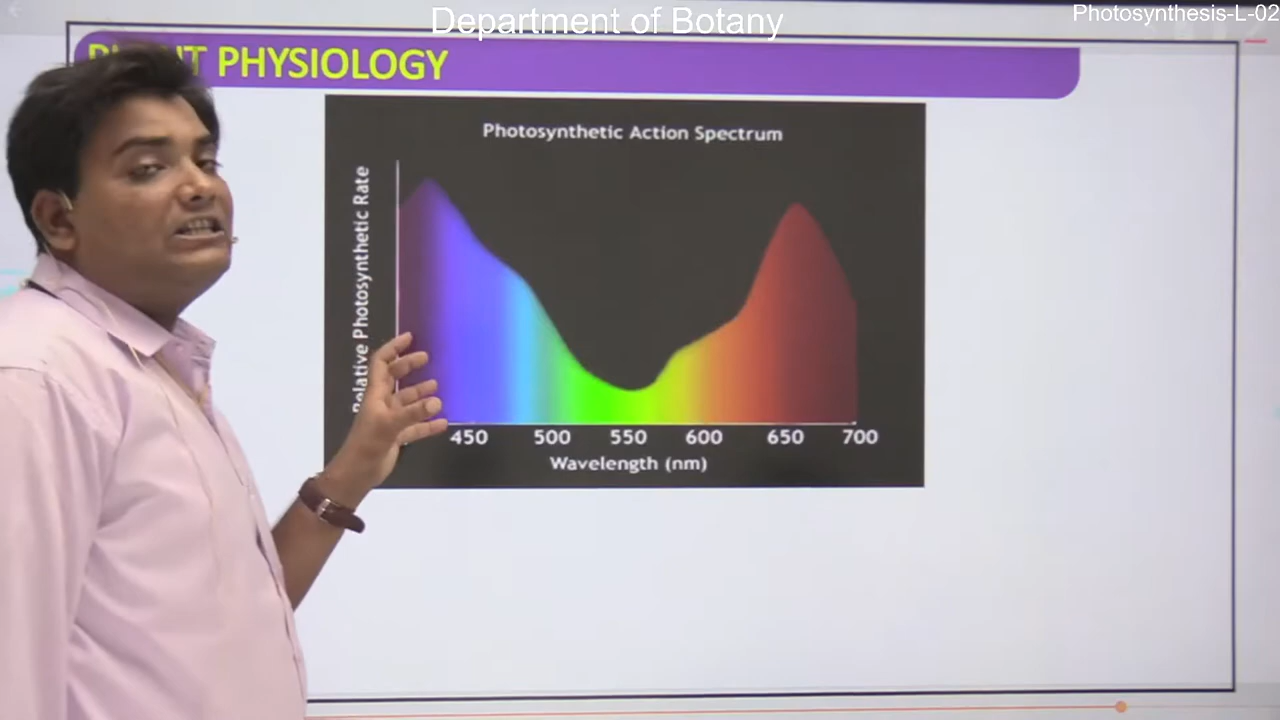 Department of Botany
Photosynthesis-L-02
PHYSIOLOGY
Photosynthetic Action Spectrum
Relative Photosynthetic Rate
450 500 550 600 650 700
Wavelength (nm)